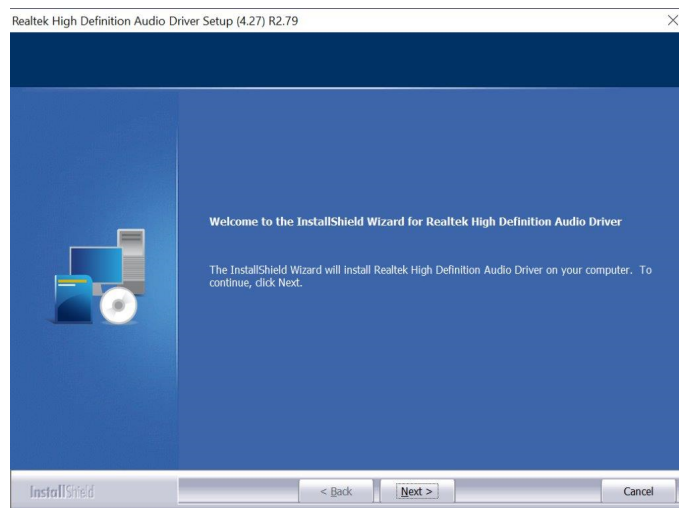 Realtek High Definition Audio Driver Setup (4.27) R2.79
Welcome to the InstallShield Wizard for Realtek High Definition Audio Driver
The InstallShield Wizard will install Realtek High Definition Audio Driver on your computer. To
continue, click Next.
InstallShield
< Back
Next >
Cancel